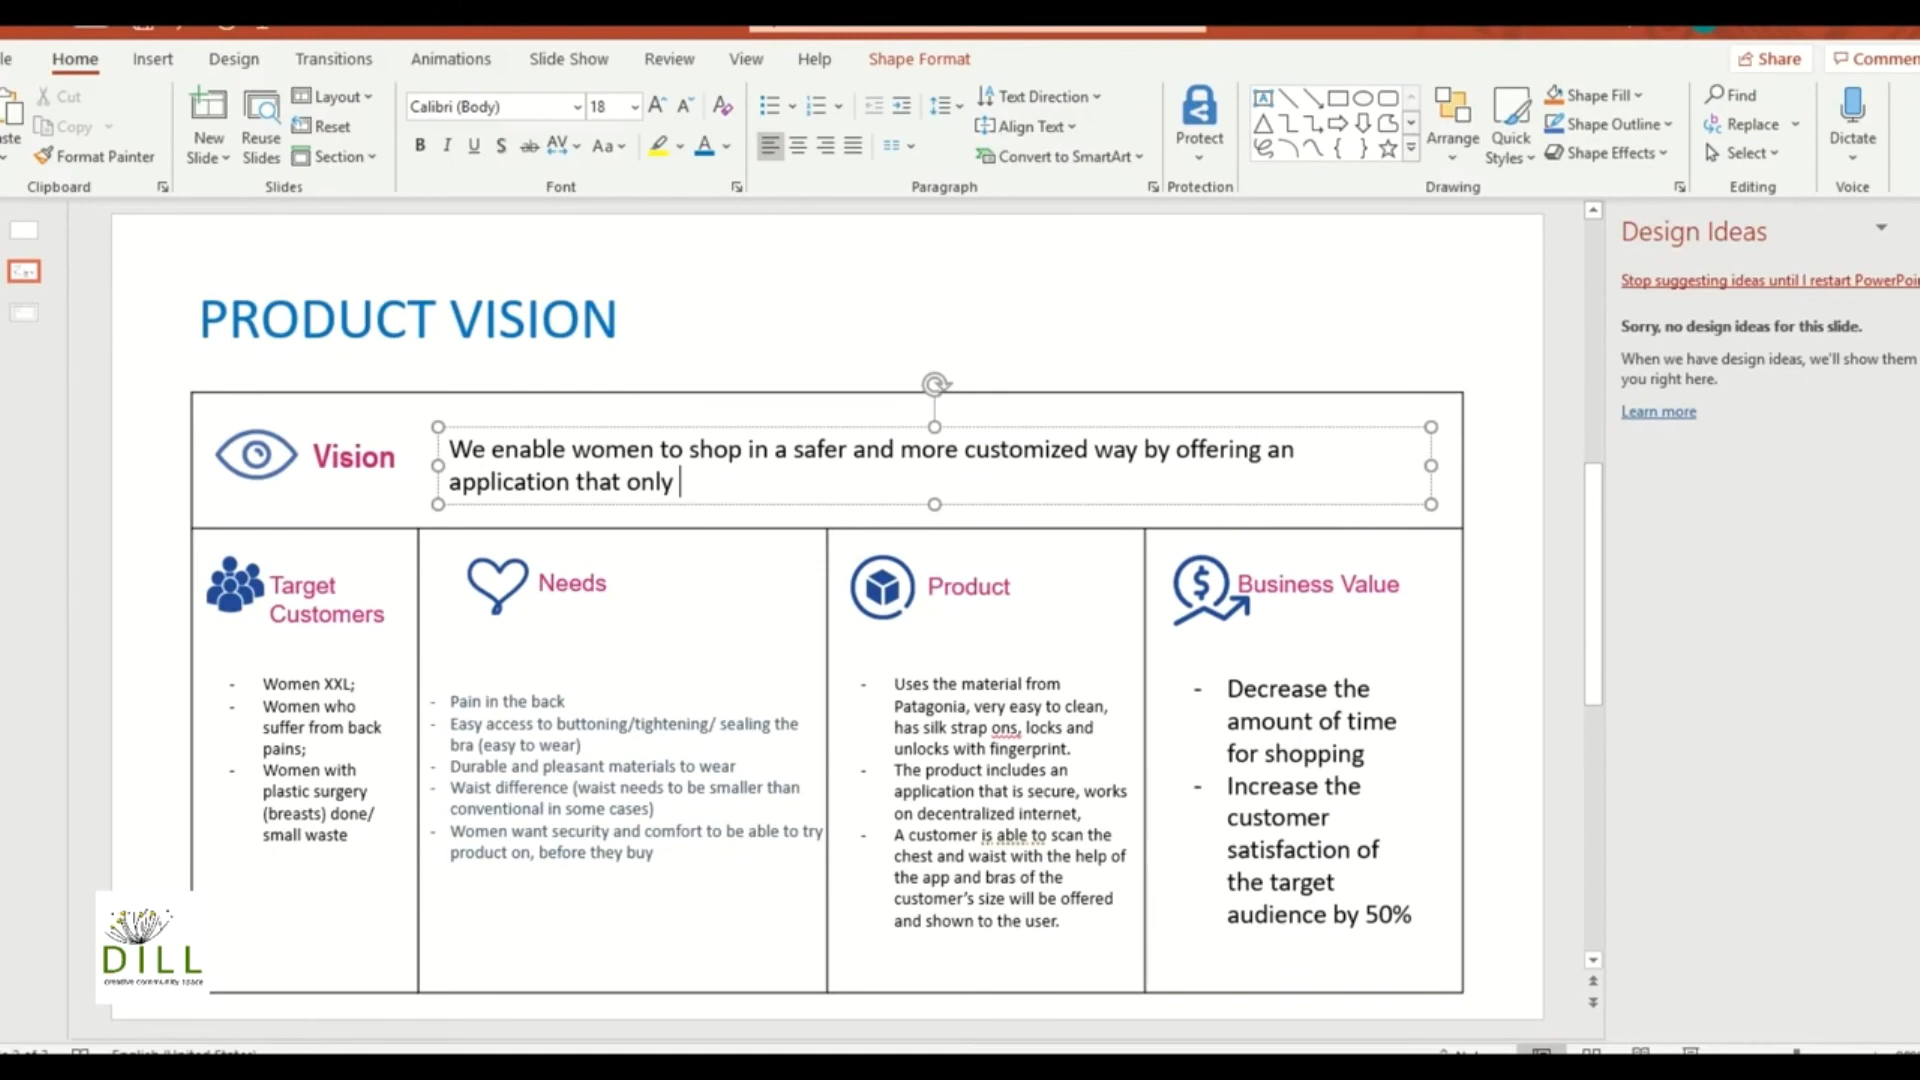 Home Insert Design Transitions Animations Slide Show Review View Help Shape Format Share
Cut
Copy
Format Painter
Clipboard
New Slide
Reuse Slides
Layout
Reset
Section
Slides
Calibri (Body) 18
B I U S ab AV Aa A
Font
Text Direction
Align Text
Convert to SmartArt
Paragraph
Protect
Protection
Arrange
Quick Styles
Shape Fill
Shape Outline
Shape Effects
Drawing
Find
Replace
Select
Editing
Dictate
Voice
Design Ideas
Stop suggesting ideas until I restart
Sorry, no design ideas for this slide.
When we have design ideas, we'll show them
you right here.
Learn more
PRODUCT VISION
Vision
We enable women to shop in a safer and more customized way by offering an
application that only
Target
Customers
- Women XXL;
- Women who
suffer from back
pains;
- Women with
plastic surgery
(breasts) done/
small waste
Needs
- Pain in the back
- Easy access to buttoning/tightening/ sealing the
bra (easy to wear)
- Durable and pleasant materials to wear
- Waist difference (waist needs to be smaller than
conventional in some cases)
- Women want security and comfort to be able to try
product on, before they buy
Product
- Uses the material from
Patagonia, very easy to clean,
has silk strap ons, locks and
unlocks with fingerprint.
- The product includes an
application that is secure, works
on decentralized internet,
- A customer is able to scan the
chest and waist with the help of
the app and bras of the
customer's size will be offered
and shown to the user.
Business Value
- Decrease the
amount of time
for shopping
- Increase the
customer
satisfaction of
the target
audience by 50%
DILL
creative community space